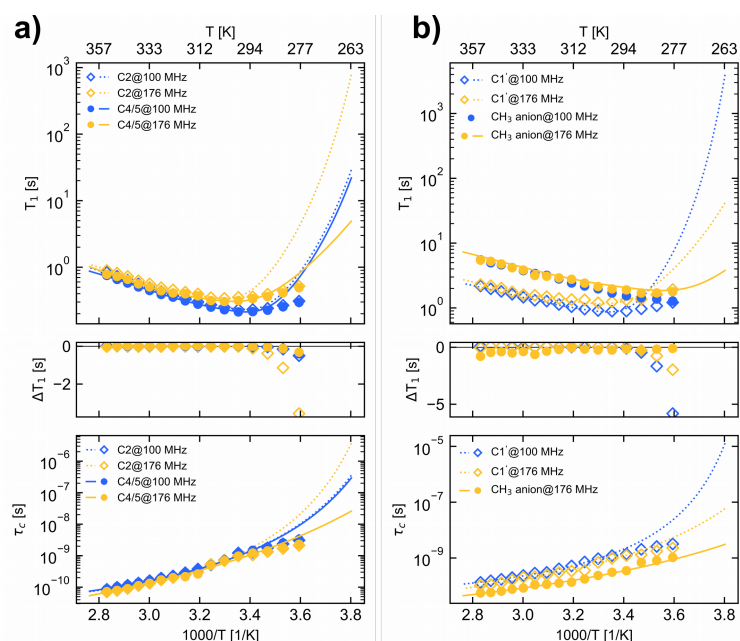 a)
T [K]
357 333 312 294 277 263
C2@100 MHz
C2@176 MHz
C4/5@100 MHz
C4/5@176 MHz
10³
10²
10¹
10⁰
T₁ [s]
0
−2
ΔT₁ [s]
C2@100 MHz
C2@176 MHz
C4/5@100 MHz
C4/5@176 MHz
10⁻⁶
10⁻⁷
10⁻⁸
10⁻⁹
10⁻¹⁰
τc [s]
2.8 3.0 3.2 3.4 3.6 3.8
1000/T [1/K]
b)
T [K]
357 333 312 294 277 263
C1'@100 MHz
C1'@176 MHz
CH₃ anion@100 MHz
CH₃ anion@176 MHz
10³
10²
10¹
10⁰
T₁ [s]
0
−5
ΔT₁ [s]
C1'@100 MHz
C1'@176 MHz
CH₃ anion@176 MHz
10⁻⁵
10⁻⁷
10⁻⁹
τc [s]
2.8 3.0 3.2 3.4 3.6 3.8
1000/T [1/K]